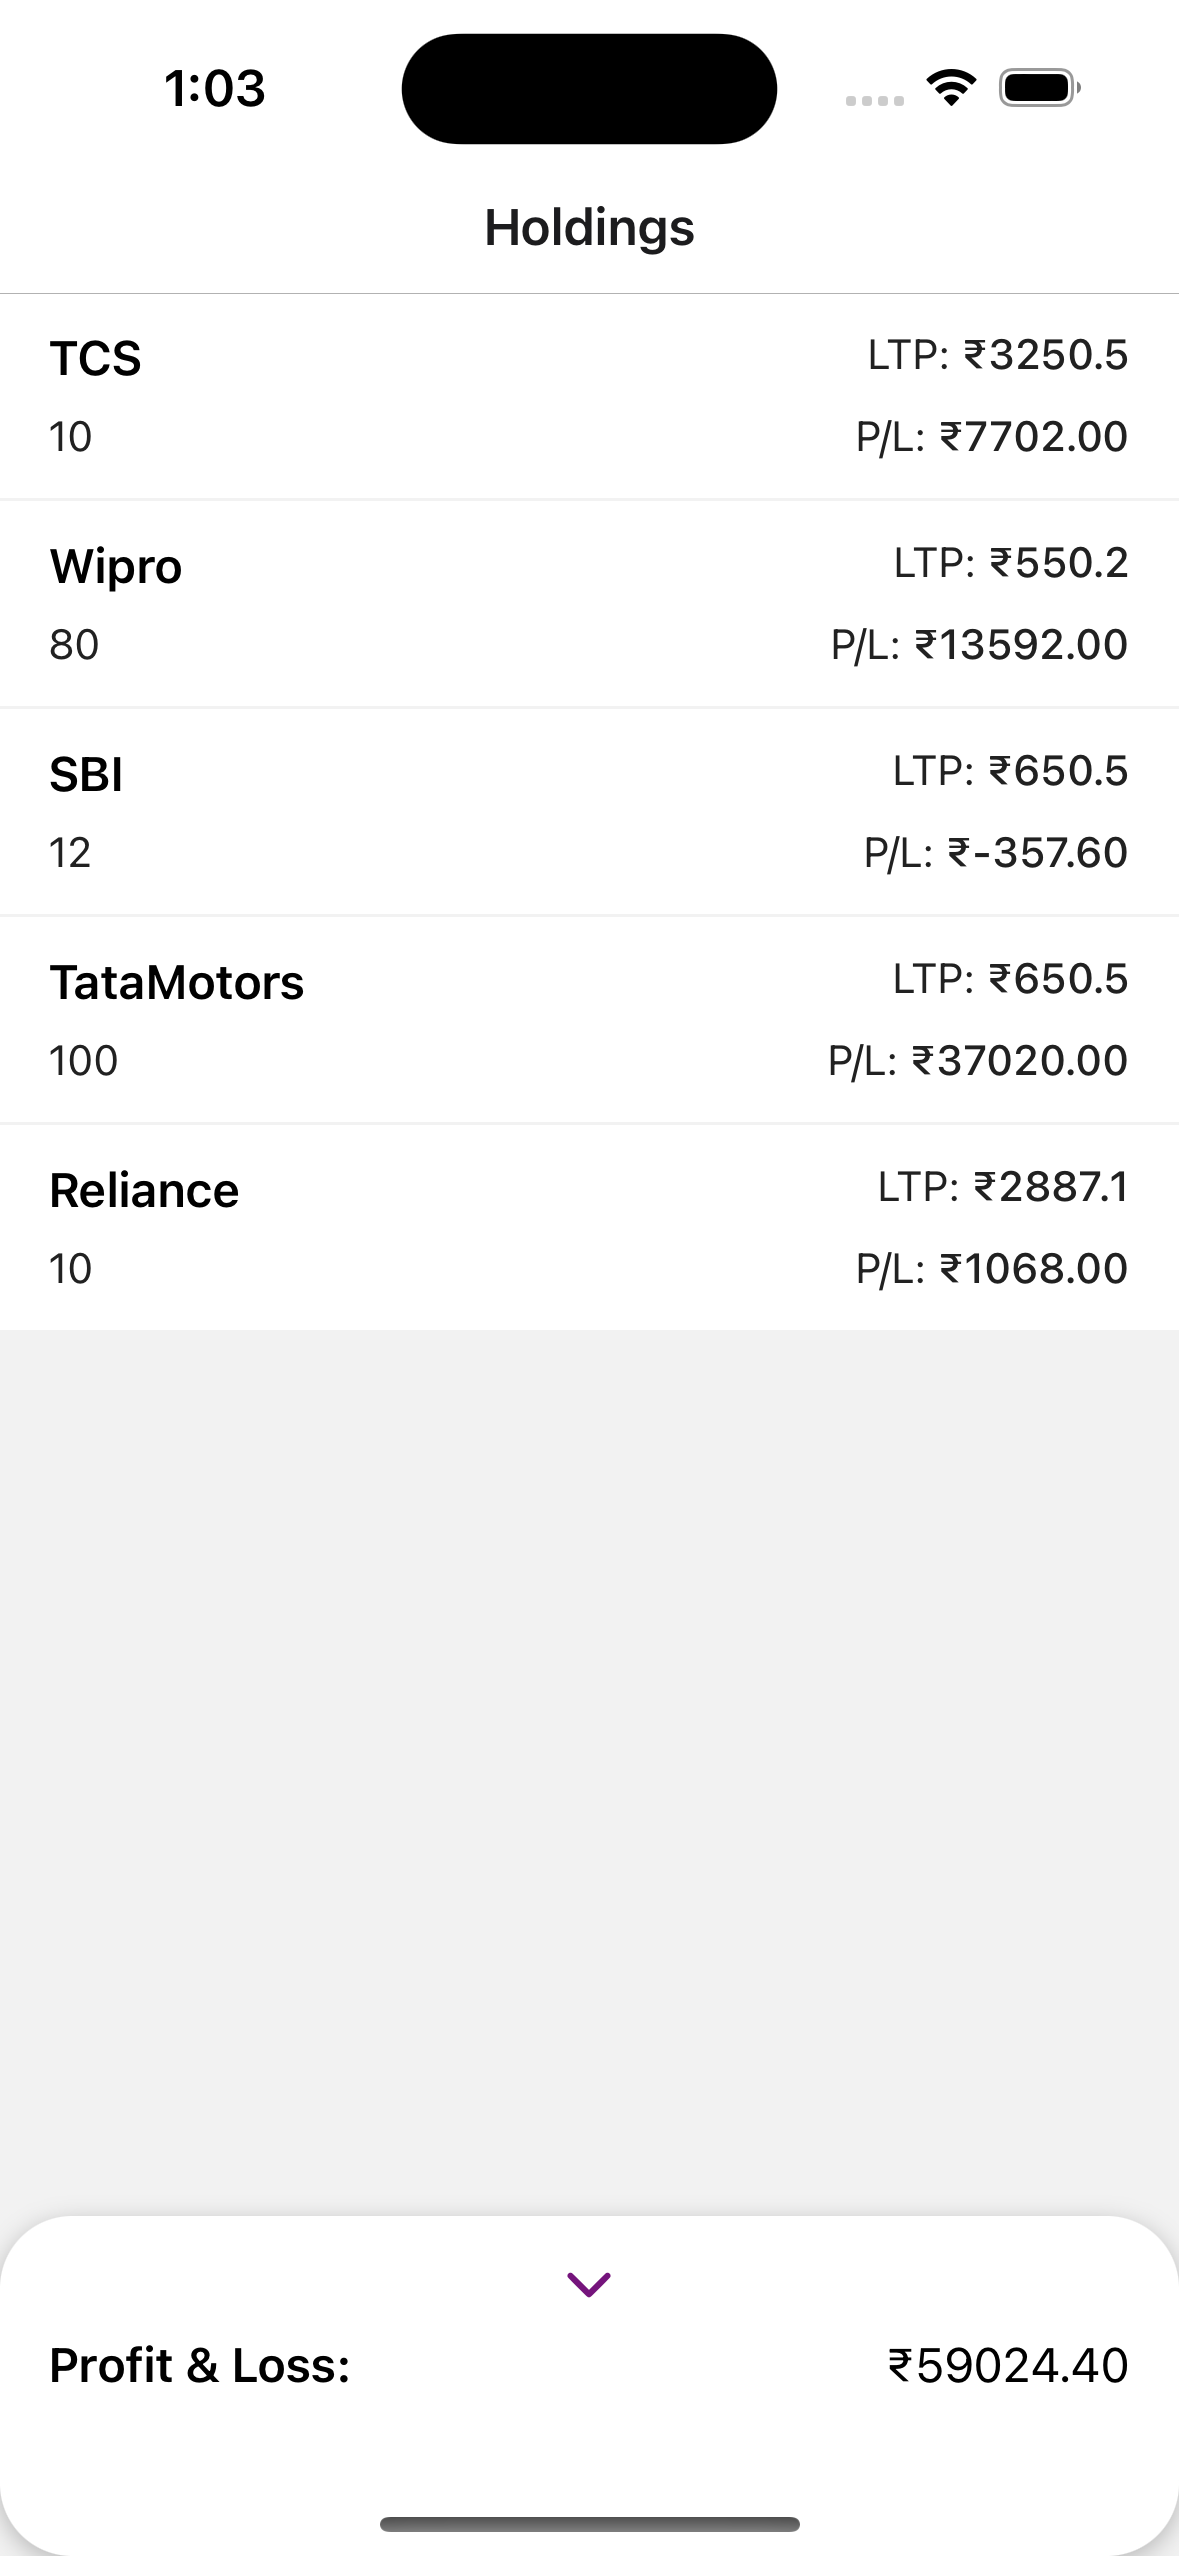 1:03
Holdings
TCS LTP: ₹3250.5
10 P/L: ₹7702.00
Wipro LTP: ₹550.2
80 P/L: ₹13592.00
SBI LTP: ₹650.5
12 P/L: ₹-357.60
TataMotors LTP: ₹650.5
100 P/L: ₹37020.00
Reliance LTP: ₹2887.1
10 P/L: ₹1068.00
Profit & Loss: ₹59024.40